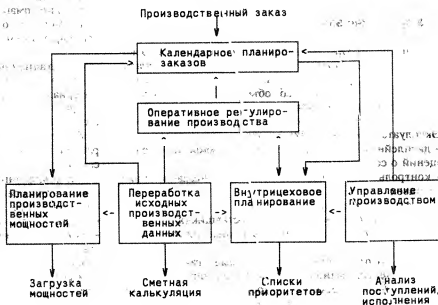 Производственный заказ
Календарное планиро-
заказов
Оперативное регулиро-
вание производства
Планирование
производст-
венных
мощностей
Переработка
исходных
производст-
венных
данных
Внутрицеховое
планирование
Управление
производством
Загрузка
мощностей
Сметная
калькуляция
Списки
приоритетов
Анализ
поступлений,
исполнения